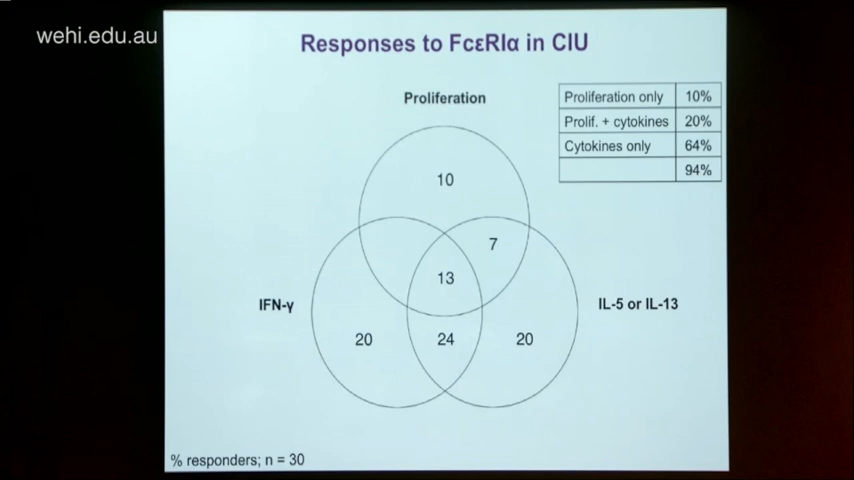 wehi.edu.au
Responses to FcεRIα in CIU
Proliferation
Proliferation only 10%
Prolif. + cytokines 20%
Cytokines only 64%
94%
10
7
13
IFN-γ
IL-5 or IL-13
20
24
20
% responders; n = 30